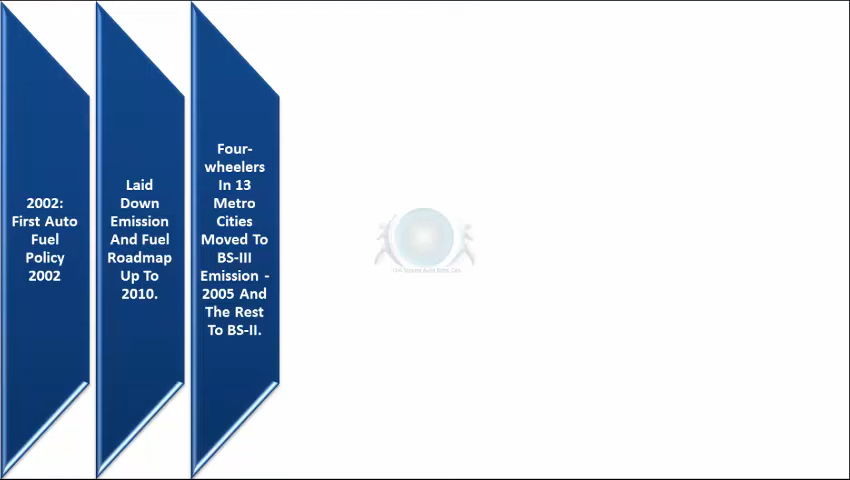 2002:
First Auto
Fuel
Policy
2002
Laid
Down
Emission
And Fuel
Roadmap
Up To
2010.
Four-
wheelers
In 13
Metro
Cities
Moved To
BS-III
Emission -
2005 And
The Rest
To BS-II.